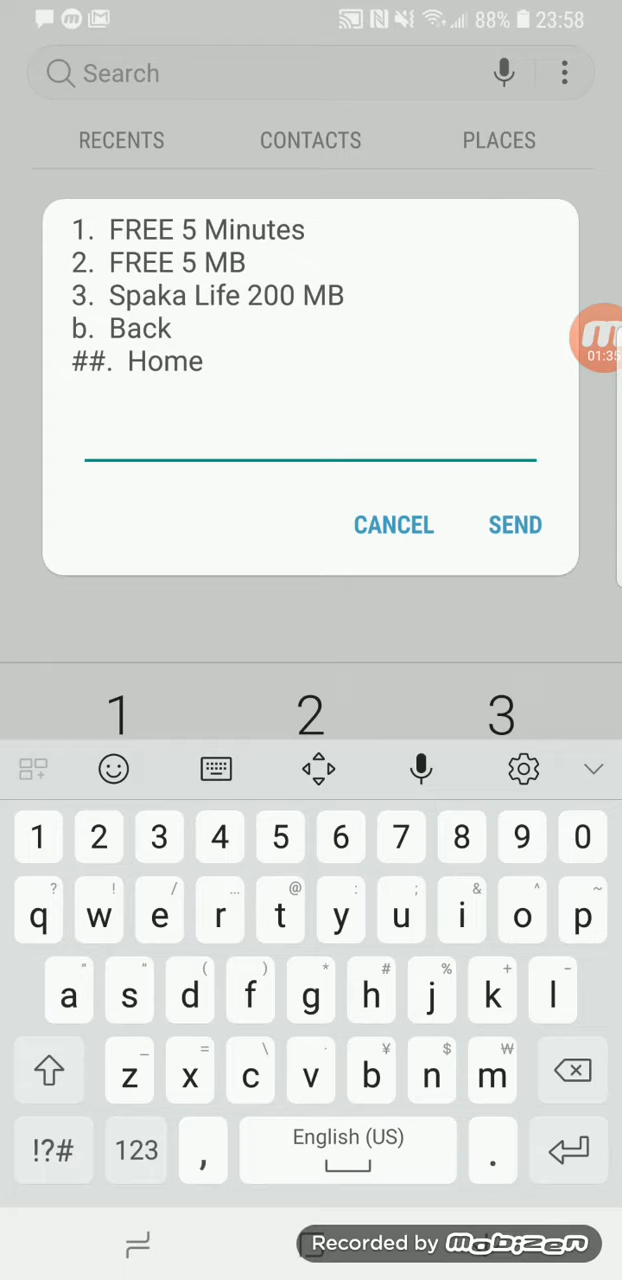 88% 23:58
Search
RECENTS CONTACTS PLACES
1. FREE 5 Minutes
2. FREE 5 MB
3. Spaka Life 200 MB
b. Back
##. Home
01:35
CANCEL SEND
1 2 3
1 2 3 4 5 6 7 8 9 0
? ! / ... @ : ; & ^ ~
q w e r t y u i o p
" " ( ) * # % + -
a s d f g h j k l
_ = \ · ¥ $ ₩
z x c v b n m
!?# 123 , English (US) .
Recorded by mobizen